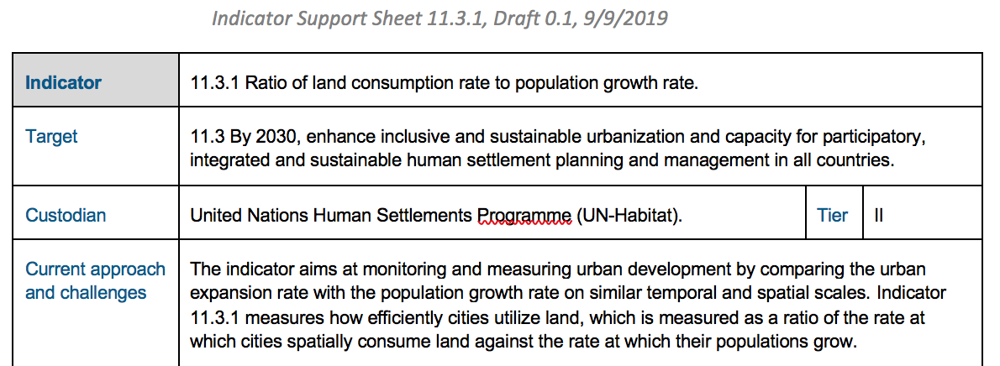 Indicator Support Sheet 11.3.1, Draft 0.1, 9/9/2019
Indicator
11.3.1 Ratio of land consumption rate to population growth rate.
Target
11.3 By 2030, enhance inclusive and sustainable urbanization and capacity for participatory,
integrated and sustainable human settlement planning and management in all countries.
Custodian
United Nations Human Settlements Programme (UN-Habitat).
Tier
II
Current approach
and challenges
The indicator aims at monitoring and measuring urban development by comparing the urban
expansion rate with the population growth rate on similar temporal and spatial scales. Indicator
11.3.1 measures how efficiently cities utilize land, which is measured as a ratio of the rate at
which cities spatially consume land against the rate at which their populations grow.